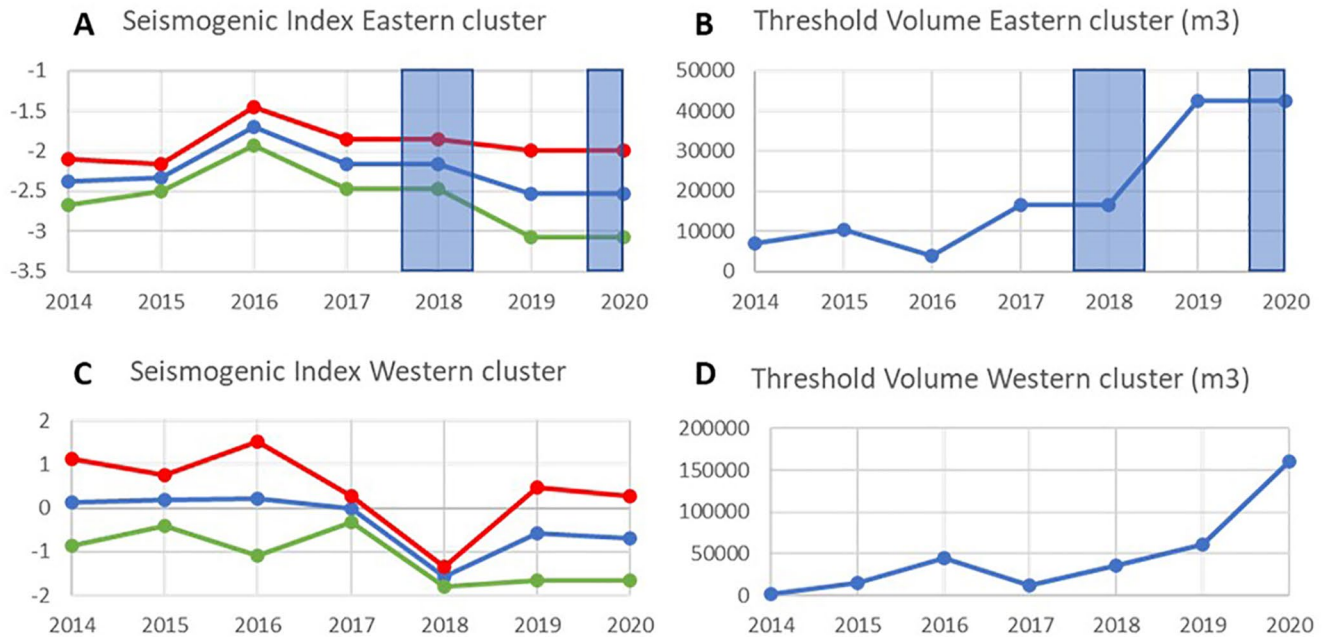 A Seismogenic Index Eastern cluster
-1
-1.5
-2
-2.5
-3
-3.5
2014 2015 2016 2017 2018 2019 2020
B Threshold Volume Eastern cluster (m3)
50000
40000
30000
20000
10000
0
2014 2015 2016 2017 2018 2019 2020
C Seismogenic Index Western cluster
2
1
0
-1
-2
2014 2015 2016 2017 2018 2019 2020
D Threshold Volume Western cluster (m3)
200000
150000
100000
50000
0
2014 2015 2016 2017 2018 2019 2020